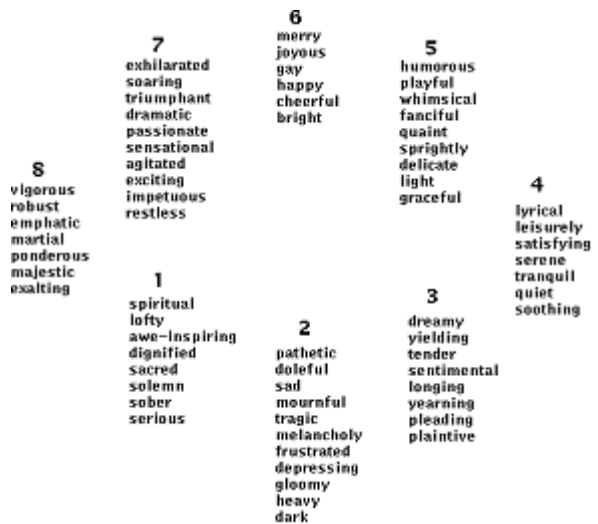 6
merry
joyous
gay
happy
cheerful
bright
7
exhilarated
soaring
triumphant
dramatic
passionate
sensational
agitated
exciting
impetuous
restless
5
humorous
playful
whimsical
fanciful
quaint
sprightly
delicate
light
graceful
8
vigorous
robust
emphatic
martial
ponderous
majestic
exalting
4
lyrical
leisurely
satisfying
serene
tranquil
quiet
soothing
1
spiritual
lofty
awe-inspiring
dignified
sacred
solemn
sober
serious
2
pathetic
doleful
sad
mournful
tragic
melancholy
frustrated
depressing
gloomy
heavy
dark
3
dreamy
yielding
tender
sentimental
longing
yearning
pleading
plaintive